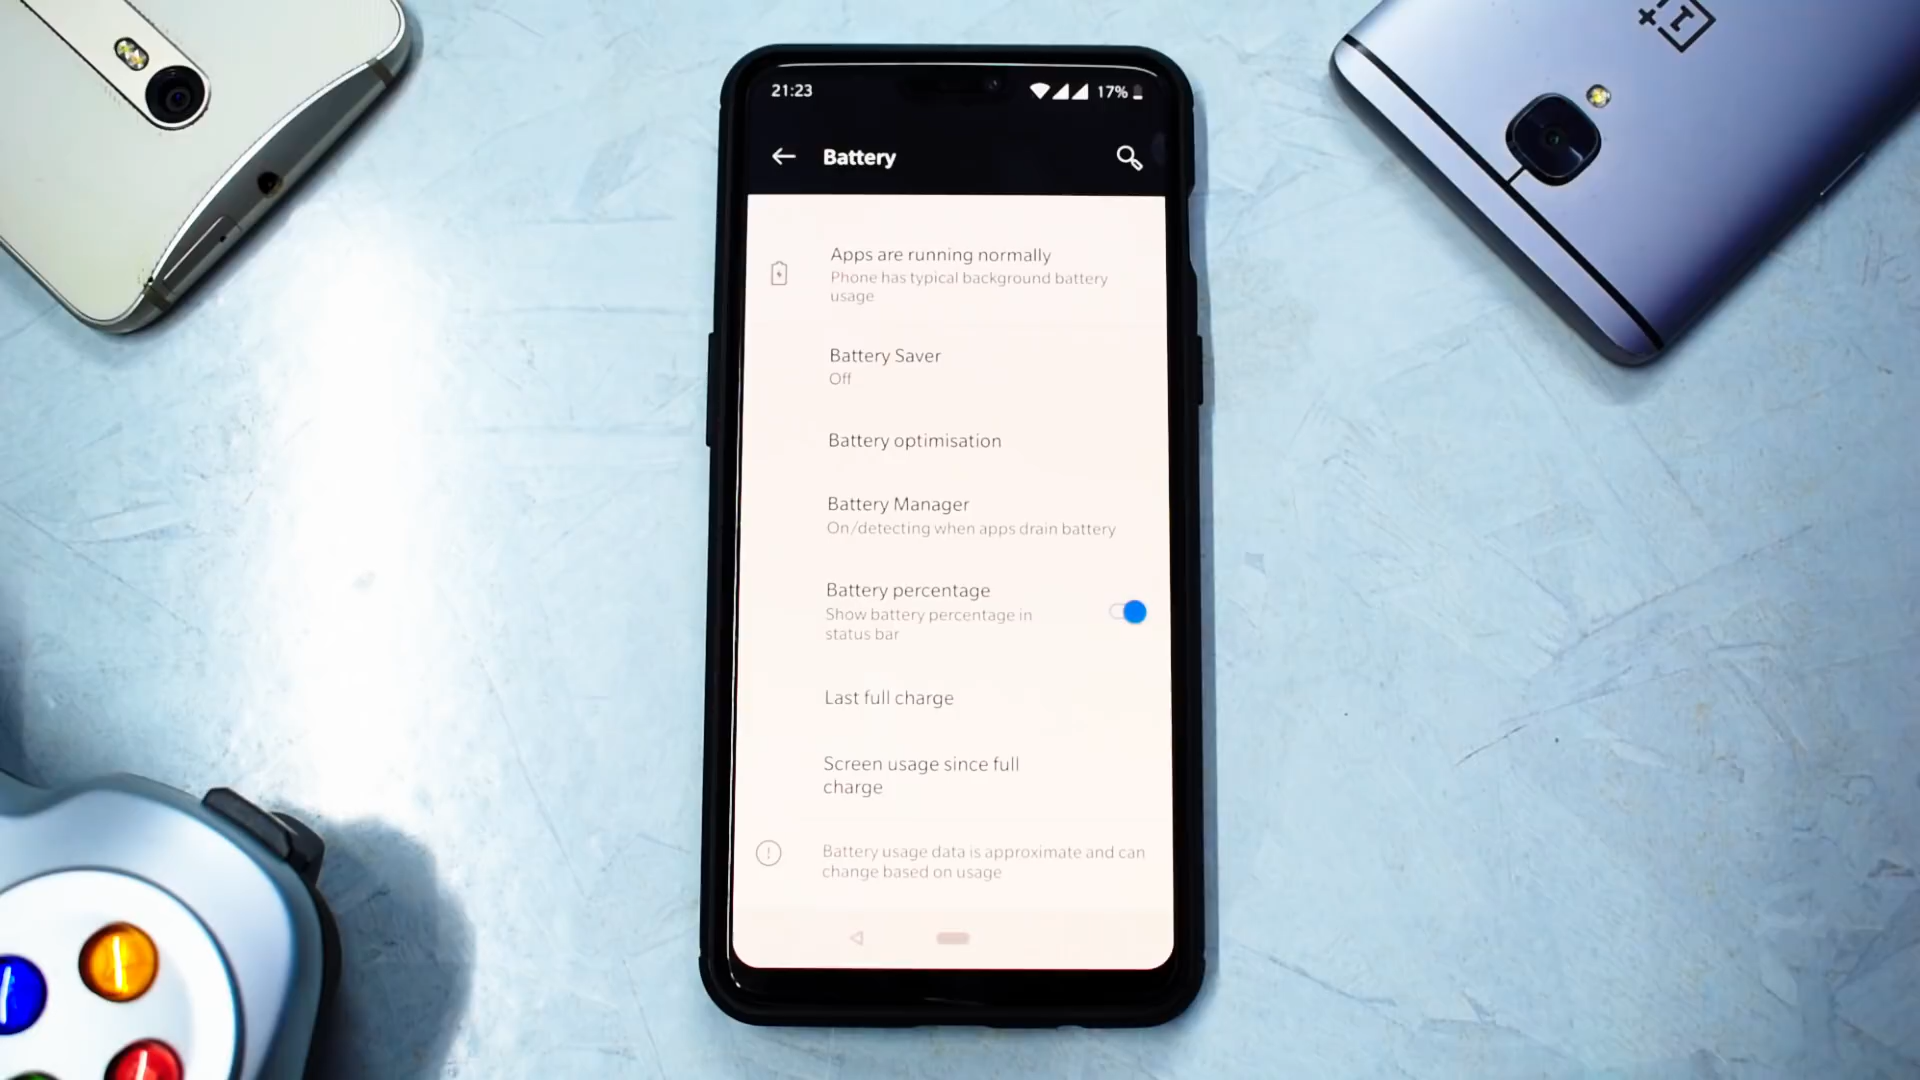 21:23
17%
Battery
Apps are running normally
Phone has typical background battery
usage
Battery Saver
Off
Battery optimisation
Battery Manager
On/detecting when apps drain battery
Battery percentage
Show battery percentage in
status bar
Last full charge
Screen usage since full
charge
Battery usage data is approximate and can
change based on usage